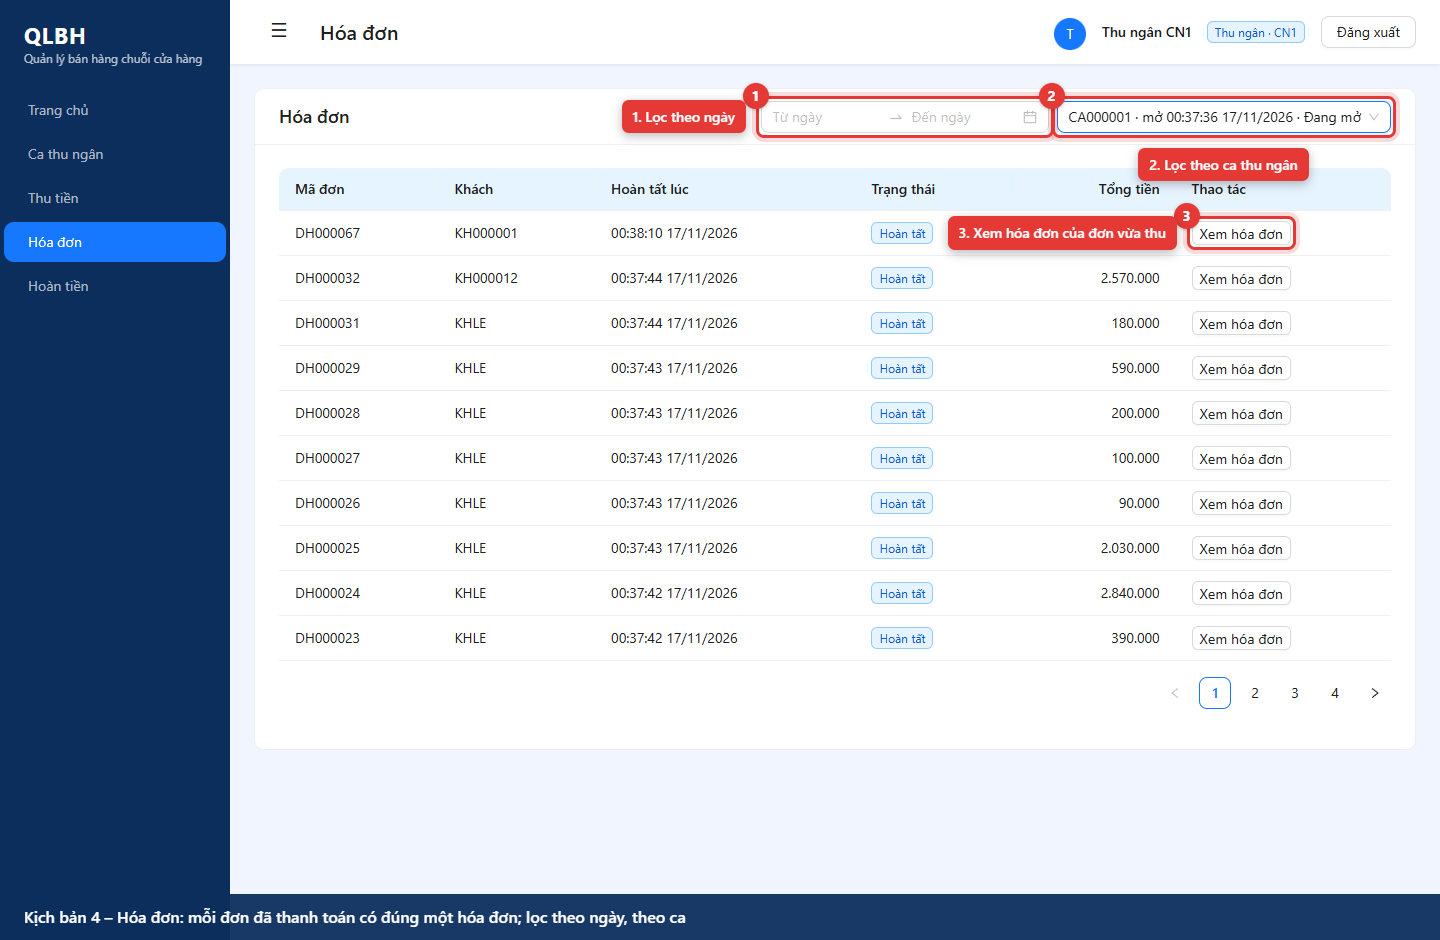 QLBH
Quản lý bán hàng chuỗi cửa hàng
Trang chủ
Ca thu ngân
Thu tiền
Hóa đơn
Hoàn tiền
Hóa đơn
T
Thu ngân CN1
Thu ngân · CN1
Đăng xuất
Hóa đơn
1. Lọc theo ngày
1
Từ ngày
Đến ngày
2
CA000001 · mở 00:37:36 17/11/2026 · Đang mở
2. Lọc theo ca thu ngân
Mã đơn Khách Hoàn tất lúc Trạng thái Tổng tiền Thao tác
DH000067 KH000001 00:38:10 17/11/2026 Hoàn tất 3. Xem hóa đơn của đơn vừa thu 3 Xem hóa đơn
DH000032 KH000012 00:37:44 17/11/2026 Hoàn tất 2.570.000 Xem hóa đơn
DH000031 KHLE 00:37:44 17/11/2026 Hoàn tất 180.000 Xem hóa đơn
DH000029 KHLE 00:37:43 17/11/2026 Hoàn tất 590.000 Xem hóa đơn
DH000028 KHLE 00:37:43 17/11/2026 Hoàn tất 200.000 Xem hóa đơn
DH000027 KHLE 00:37:43 17/11/2026 Hoàn tất 100.000 Xem hóa đơn
DH000026 KHLE 00:37:43 17/11/2026 Hoàn tất 90.000 Xem hóa đơn
DH000025 KHLE 00:37:43 17/11/2026 Hoàn tất 2.030.000 Xem hóa đơn
DH000024 KHLE 00:37:42 17/11/2026 Hoàn tất 2.840.000 Xem hóa đơn
DH000023 KHLE 00:37:42 17/11/2026 Hoàn tất 390.000 Xem hóa đơn
1 2 3 4
Kịch bản 4 – Hóa đơn: mỗi đơn đã thanh toán có đúng một hóa đơn; lọc theo ngày, theo ca